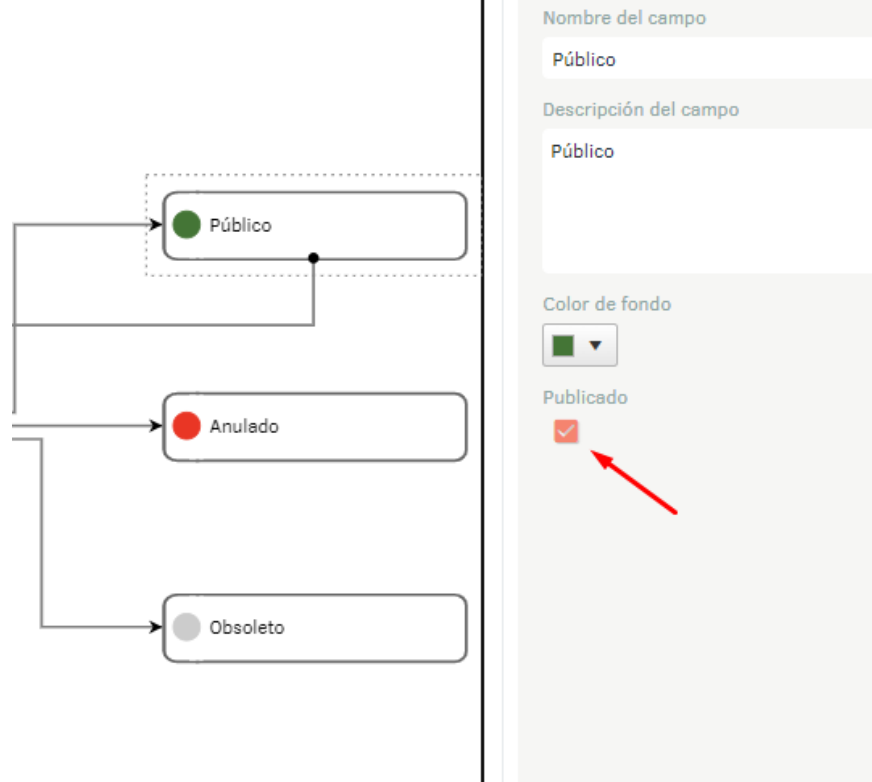 Público
Anulado
Obsoleto
Nombre del campo
Público
Descripción del campo
Público
Color de fondo
Publicado